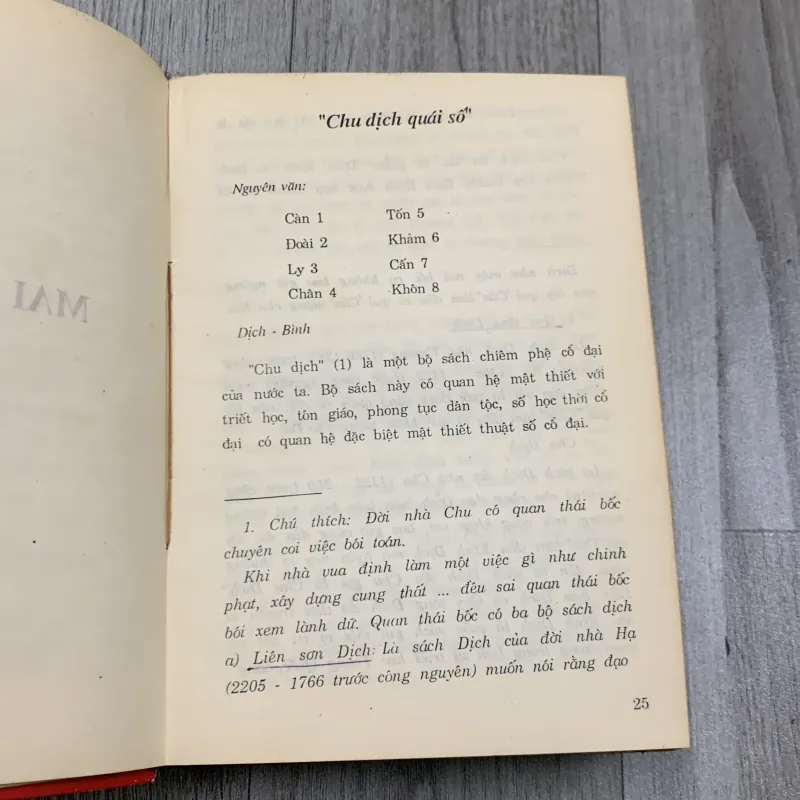 MAI
"Chu dịch quái số"
Nguyên văn:
Càn 1 Tốn 5
Đoài 2 Khảm 6
Ly 3 Cấn 7
Chân 4 Khôn 8
Dịch - Bình
"Chu dịch" (1) là một bộ sách chiêm phệ cổ đại
của nước ta. Bộ sách này có quan hệ mật thiết với
triết học, tôn giáo, phong tục dân tộc, số học thời cổ
đại có quan hệ đặc biệt mật thiết thuật số cổ đại.
1. Chú thích: Đời nhà Chu có quan thái bốc
chuyên coi việc bói toán.
Khi nhà vua định làm một việc gì như chinh
phạt, xây dựng cung thất ... đều sai quan thái bốc
bói xem lành dữ. Quan thái bốc có ba bộ sách dịch
a) Liên sơn Dịch: Là sách Dịch của đời nhà Hạ
(2205 - 1766 trước công nguyên) muốn nói rằng đạo
25